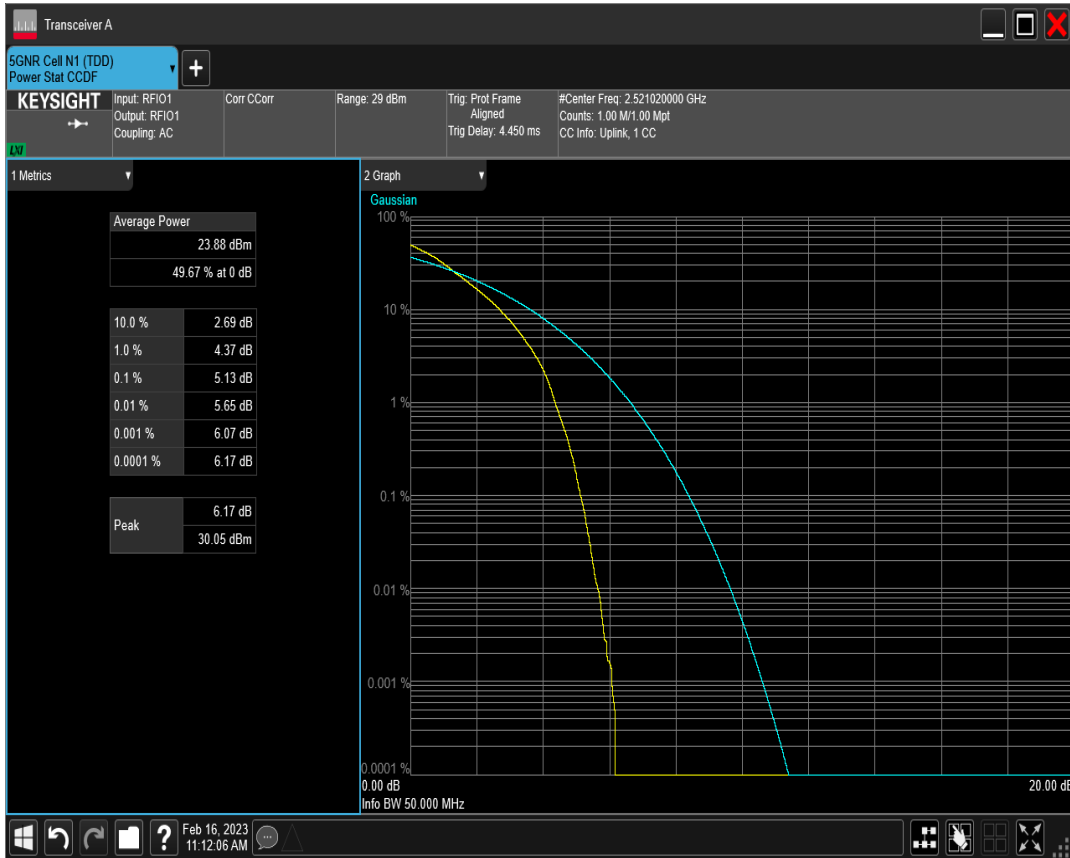 Transceiver A
5GNR Cell N1 (TDD)
Power Stat CCDF
+
KEYSIGHT
LXI
Input: RFIO1
Output: RFIO1
Coupling: AC
Corr CCorr
Range: 29 dBm
Trig: Prot Frame
Aligned
Trig Delay: 4.450 ms
#Center Freq: 2.521020000 GHz
Counts: 1.00 M/1.00 Mpt
CC Info: Uplink, 1 CC
1 Metrics
Average Power
23.88 dBm
49.67 % at 0 dB
10.0 % 2.69 dB
1.0 % 4.37 dB
0.1 % 5.13 dB
0.01 % 5.65 dB
0.001 % 6.07 dB
0.0001 % 6.17 dB
Peak
6.17 dB
30.05 dBm
2 Graph
Gaussian
100 %
10 %
1 %
0.1 %
0.01 %
0.001 %
0.0001 %
0.00 dB
20.00 dB
Info BW 50.000 MHz
?
Feb 16, 2023
11:12:06 AM